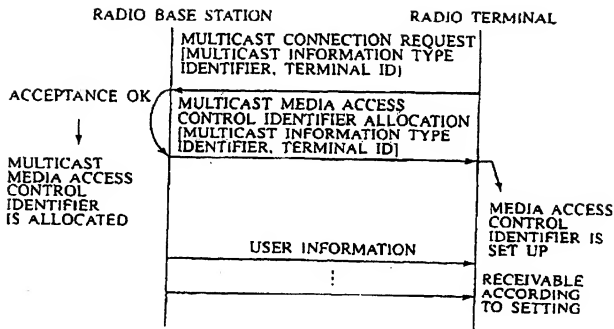 RADIO BASE STATION
RADIO TERMINAL
MULTICAST CONNECTION REQUEST
[MULTICAST INFORMATION TYPE
IDENTIFIER, TERMINAL ID]
ACCEPTANCE OK
MULTICAST MEDIA ACCESS
CONTROL IDENTIFIER ALLOCATION
[MULTICAST INFORMATION TYPE
IDENTIFIER, TERMINAL ID]
MULTICAST
MEDIA ACCESS
CONTROL
IDENTIFIER
IS ALLOCATED
MEDIA ACCESS
CONTROL
IDENTIFIER IS
SET UP
USER INFORMATION
RECEIVABLE
ACCORDING
TO SETTING